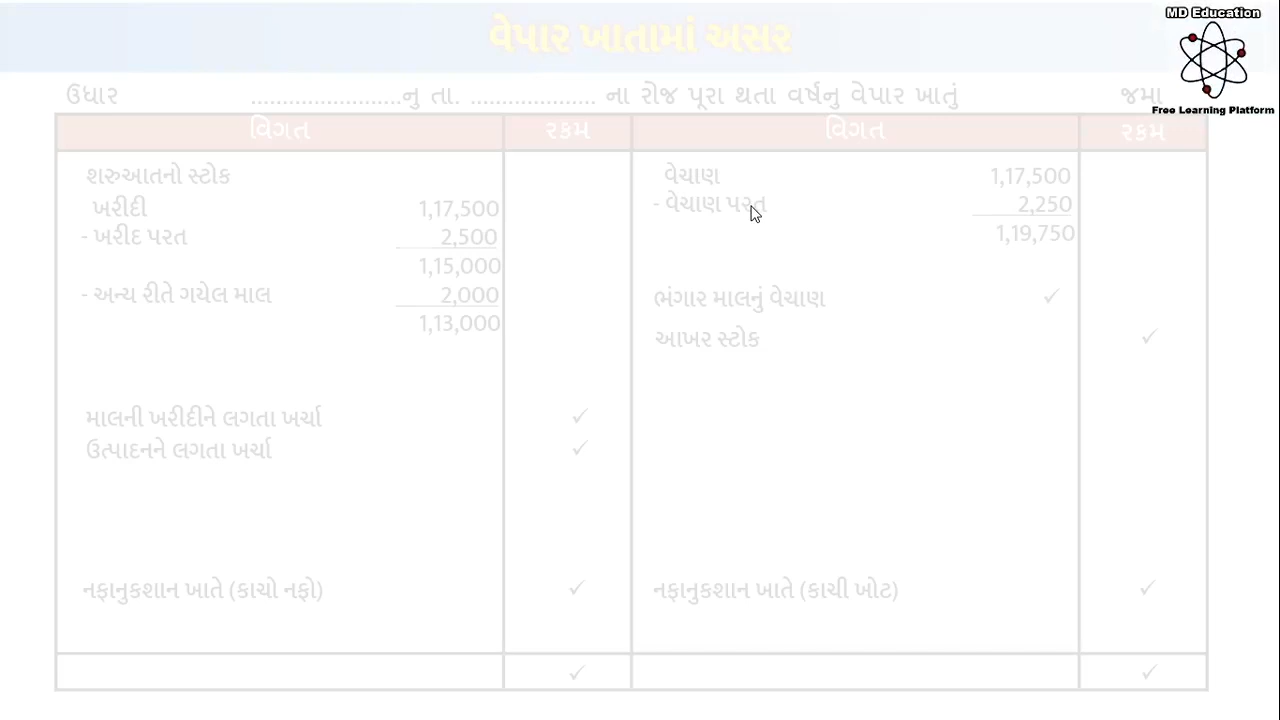 વેપાર ખાતામાં અસર
MD Education
Free Learning Platform
ઉધાર ........................નુ તા. .................... ના રોજ પૂરા થતા વર્ષનુ વેપાર ખાતું જમા
વિગત રકમ વિગત રકમ
શરુઆતનો સ્ટોક
ખરીદી 1,17,500
- ખરીદ પરત 2,500
1,15,000
- અન્ય રીતે ગયેલ માલ 2,000
1,13,000
માલની ખરીદીને લગતા ખર્ચા ✓
ઉત્પાદનને લગતા ખર્ચા ✓
નફાનુકશાન ખાતે (કાચો નફો) ✓
✓
વેચાણ 1,17,500
- વેચાણ પરત 2,250
1,19,750
ભંગાર માલનું વેચાણ ✓
આખર સ્ટોક ✓
નફાનુકશાન ખાતે (કાચી ખોટ) ✓
✓